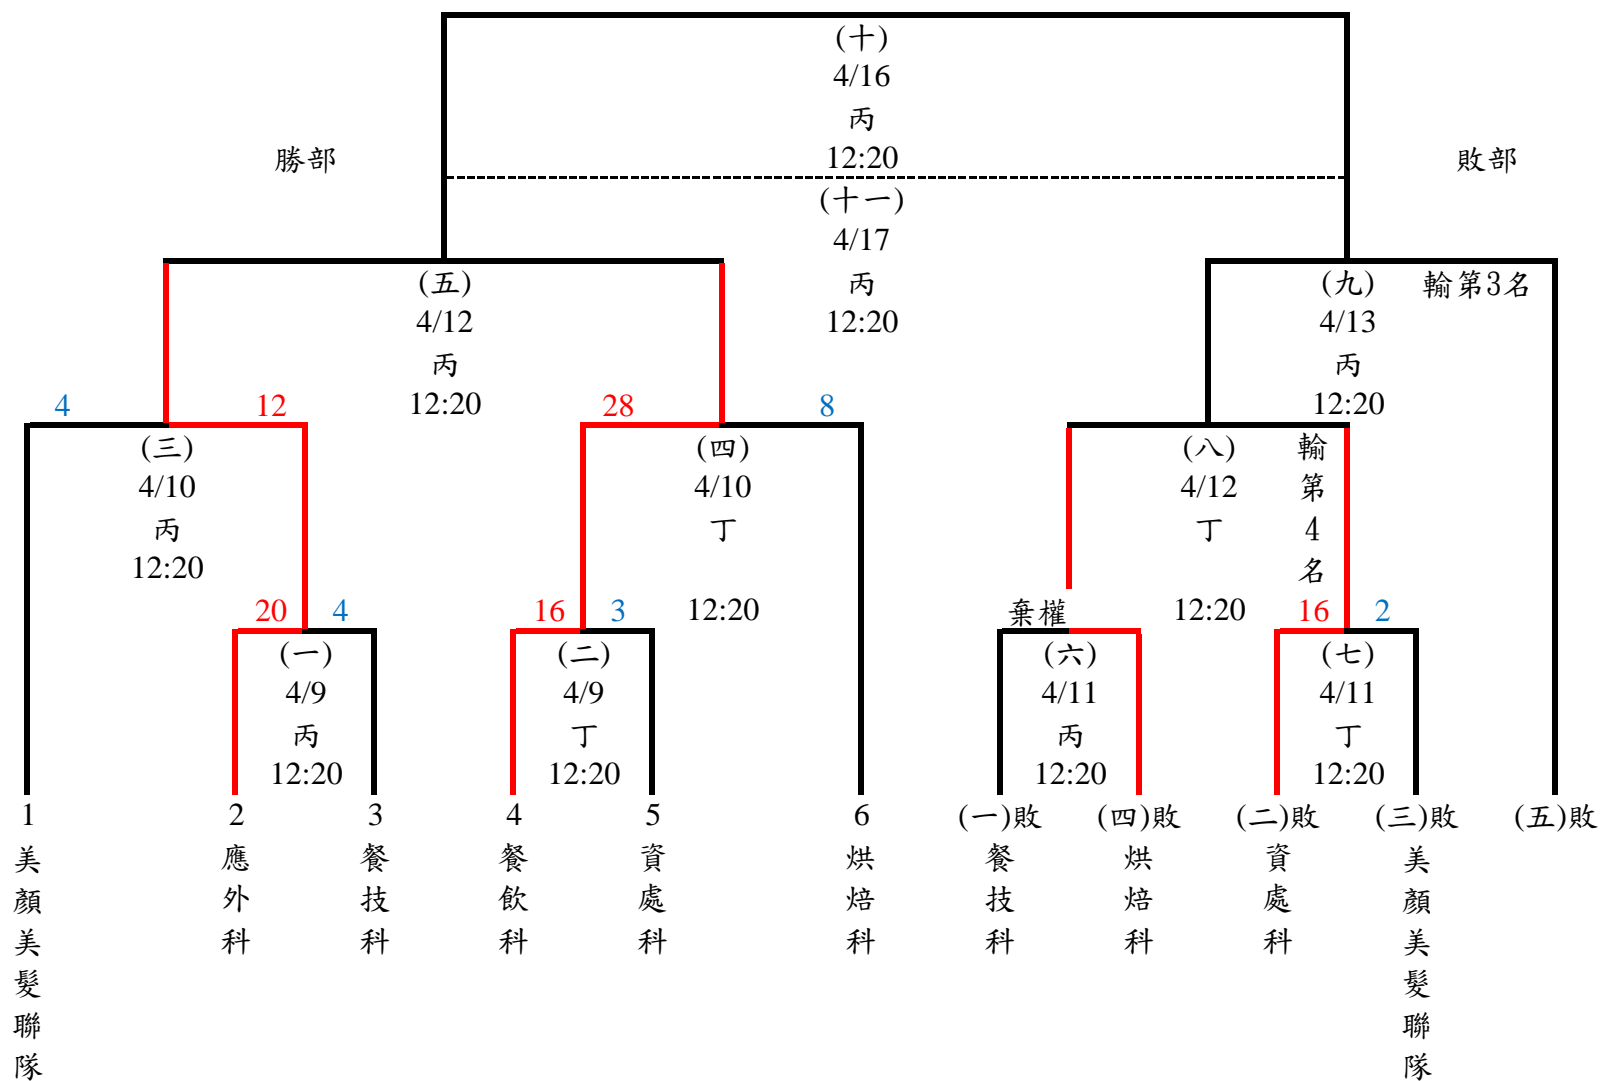 (十)
4/16
丙
12:20
勝部
敗部
(十一)
4/17
丙
12:20
(五)
4/12
丙
12:20
(九)
4/13
丙
12:20
輸第3名
4
12
28
8
(三)
4/10
丙
12:20
(四)
4/10
丁
12:20
(八)
4/12
丁
12:20
輸第4名
20
4
16
3
棄權
16
2
(一)
4/9
丙
12:20
(二)
4/9
丁
12:20
(六)
4/11
丙
12:20
(七)
4/11
丁
12:20
1
美顏美髮聯隊
2
應外科
3
餐技科
4
餐飲科
5
資處科
6
烘焙科
(一)敗
餐技科
(四)敗
烘焙科
(二)敗
資處科
(三)敗
美顏美髮聯隊
(五)敗